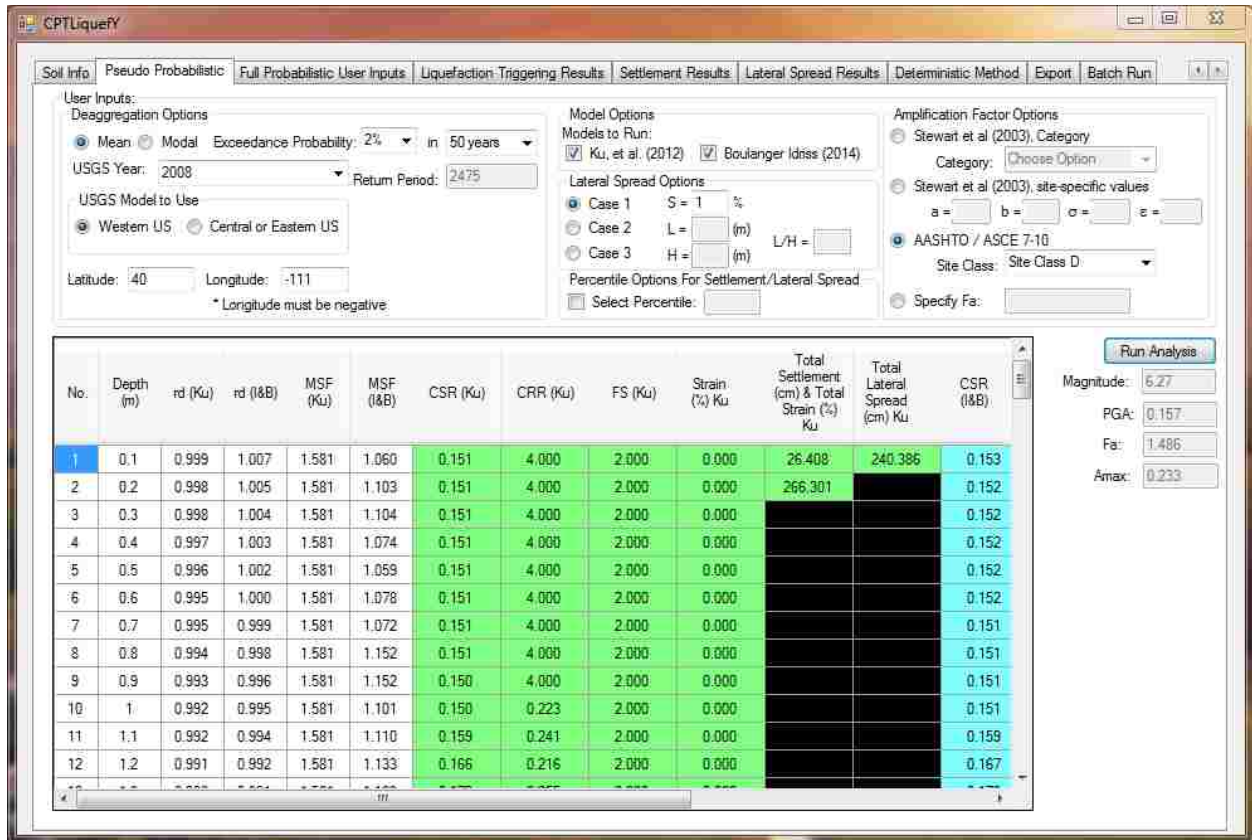 CPTLiquefY
Soil Info Pseudo Probabilistic Full Probabilistic User Inputs Liquefaction Triggering Results Settlement Results Lateral Spread Results Deterministic Method Export Batch Run
User Inputs:
Deaggregation Options
Mean Modal Exceedance Probability: 2% in 50 years
USGS Year: 2008 Return Period: 2475
USGS Model to Use
Western US Central or Eastern US
Latitude: 40 Longitude: -111
* Longitude must be negative
Model Options
Models to Run:
Ku, et al. (2012) Boulanger Idriss (2014)
Lateral Spread Options
Case 1 S = 1 %
Case 2 L = (m)
L/H =
Case 3 H = (m)
Percentile Options For Settlement/Lateral Spread
Select Percentile:
Amplification Factor Options
Stewart et al (2003), Category
Category: Choose Option
Stewart et al (2003), site-specific values
a = b = σ = ε =
AASHTO / ASCE 7-10
Site Class: Site Class D
Specify Fa:
Run Analysis
Magnitude: 6.27
PGA: 0.157
Fa: 1.486
Amax: 0.233
No. Depth (m) rd (Ku) rd (I&B) MSF (Ku) MSF (I&B) CSR (Ku) CRR (Ku) FS (Ku) Strain (%) Ku Total Settlement (cm) & Total Strain (%) Ku Total Lateral Spread (cm) Ku CSR (I&B)
1 0.1 0.999 1.007 1.581 1.060 0.151 4.000 2.000 0.000 26.408 240.386 0.153
2 0.2 0.998 1.005 1.581 1.103 0.151 4.000 2.000 0.000 266.301 0.152
3 0.3 0.998 1.004 1.581 1.104 0.151 4.000 2.000 0.000 0.152
4 0.4 0.997 1.003 1.581 1.074 0.151 4.000 2.000 0.000 0.152
5 0.5 0.996 1.002 1.581 1.059 0.151 4.000 2.000 0.000 0.152
6 0.6 0.995 1.000 1.581 1.078 0.151 4.000 2.000 0.000 0.152
7 0.7 0.995 0.999 1.581 1.072 0.151 4.000 2.000 0.000 0.151
8 0.8 0.994 0.998 1.581 1.152 0.151 4.000 2.000 0.000 0.151
9 0.9 0.993 0.996 1.581 1.152 0.150 4.000 2.000 0.000 0.151
10 1 0.992 0.995 1.581 1.101 0.150 0.223 2.000 0.000 0.151
11 1.1 0.992 0.994 1.581 1.110 0.159 0.241 2.000 0.000 0.159
12 1.2 0.991 0.992 1.581 1.133 0.166 0.216 2.000 0.000 0.167